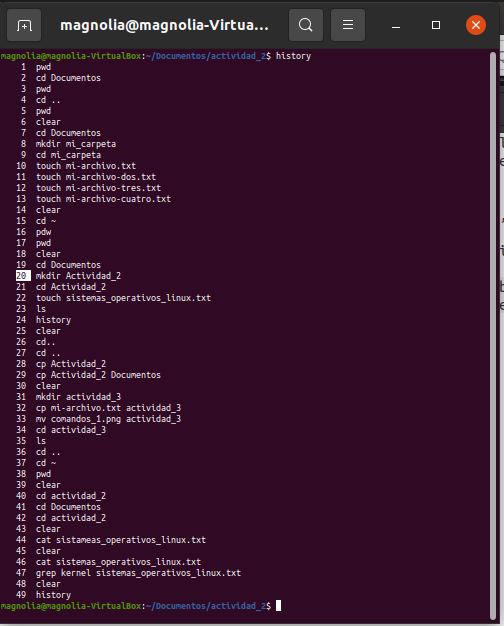 magnolia@magnolia-Virtua...
magnolia@magnolia-VirtualBox:~/Documentos/actividad_2$ history
1 pwd
2 cd Documentos
3 pwd
4 cd ..
5 pwd
6 clear
7 cd Documentos
8 mkdir mi_carpeta
9 cd mi_carpeta
10 touch mi-archivo.txt
11 touch mi-archivo-dos.txt
12 touch mi-archivo-tres.txt
13 touch mi-archivo-cuatro.txt
14 clear
15 cd ~
16 pdw
17 pwd
18 clear
19 cd Documentos
20 mkdir Actividad_2
21 cd Actividad_2
22 touch sistemas_operativos_linux.txt
23 ls
24 history
25 clear
26 cd..
27 cd ..
28 cp Actividad_2
29 cp Actividad_2 Documentos
30 clear
31 mkdir actividad_3
32 cp mi-archivo.txt actividad_3
33 mv comandos_1.png actividad_3
34 cd actividad_3
35 ls
36 cd ..
37 cd ~
38 pwd
39 clear
40 cd actividad_2
41 cd Documentos
42 cd actividad_2
43 clear
44 cat sistameas_operativos_linux.txt
45 clear
46 cat sistemas_operativos_linux.txt
47 grep kernel sistemas_operativos_linux.txt
48 clear
49 history
magnolia@magnolia-VirtualBox:~/Documentos/actividad_2$